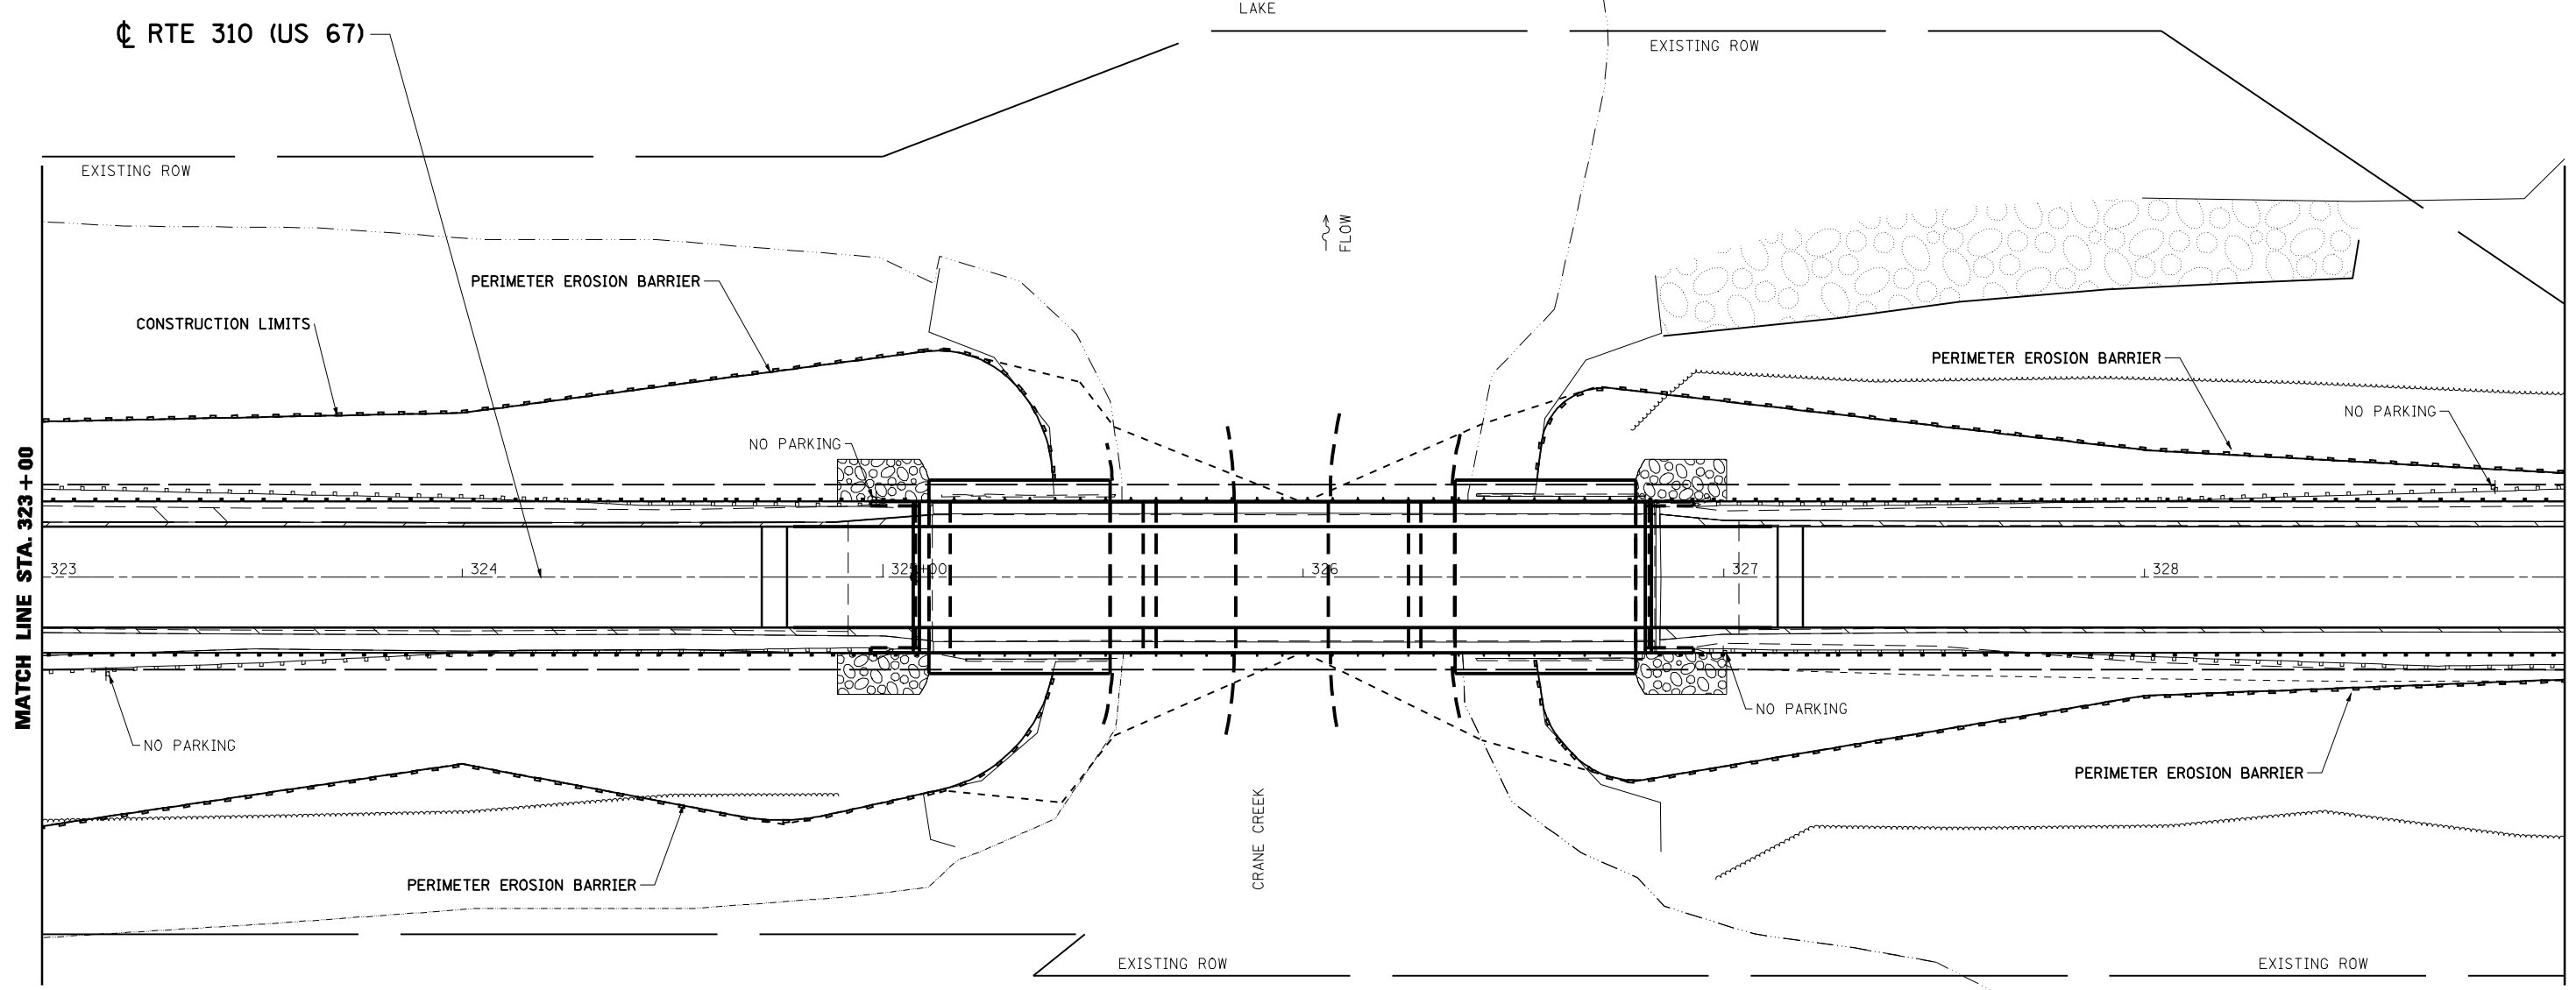 LAKE
℄ RTE 310 (US 67)
EXISTING ROW
EXISTING ROW
FLOW
PERIMETER EROSION BARRIER
CONSTRUCTION LIMITS
PERIMETER EROSION BARRIER
NO PARKING
NO PARKING
MATCH LINE STA. 323+00
323
324
325+00
326
327
328
NO PARKING
NO PARKING
PERIMETER EROSION BARRIER
CRANE CREEK
PERIMETER EROSION BARRIER
EXISTING ROW
EXISTING ROW